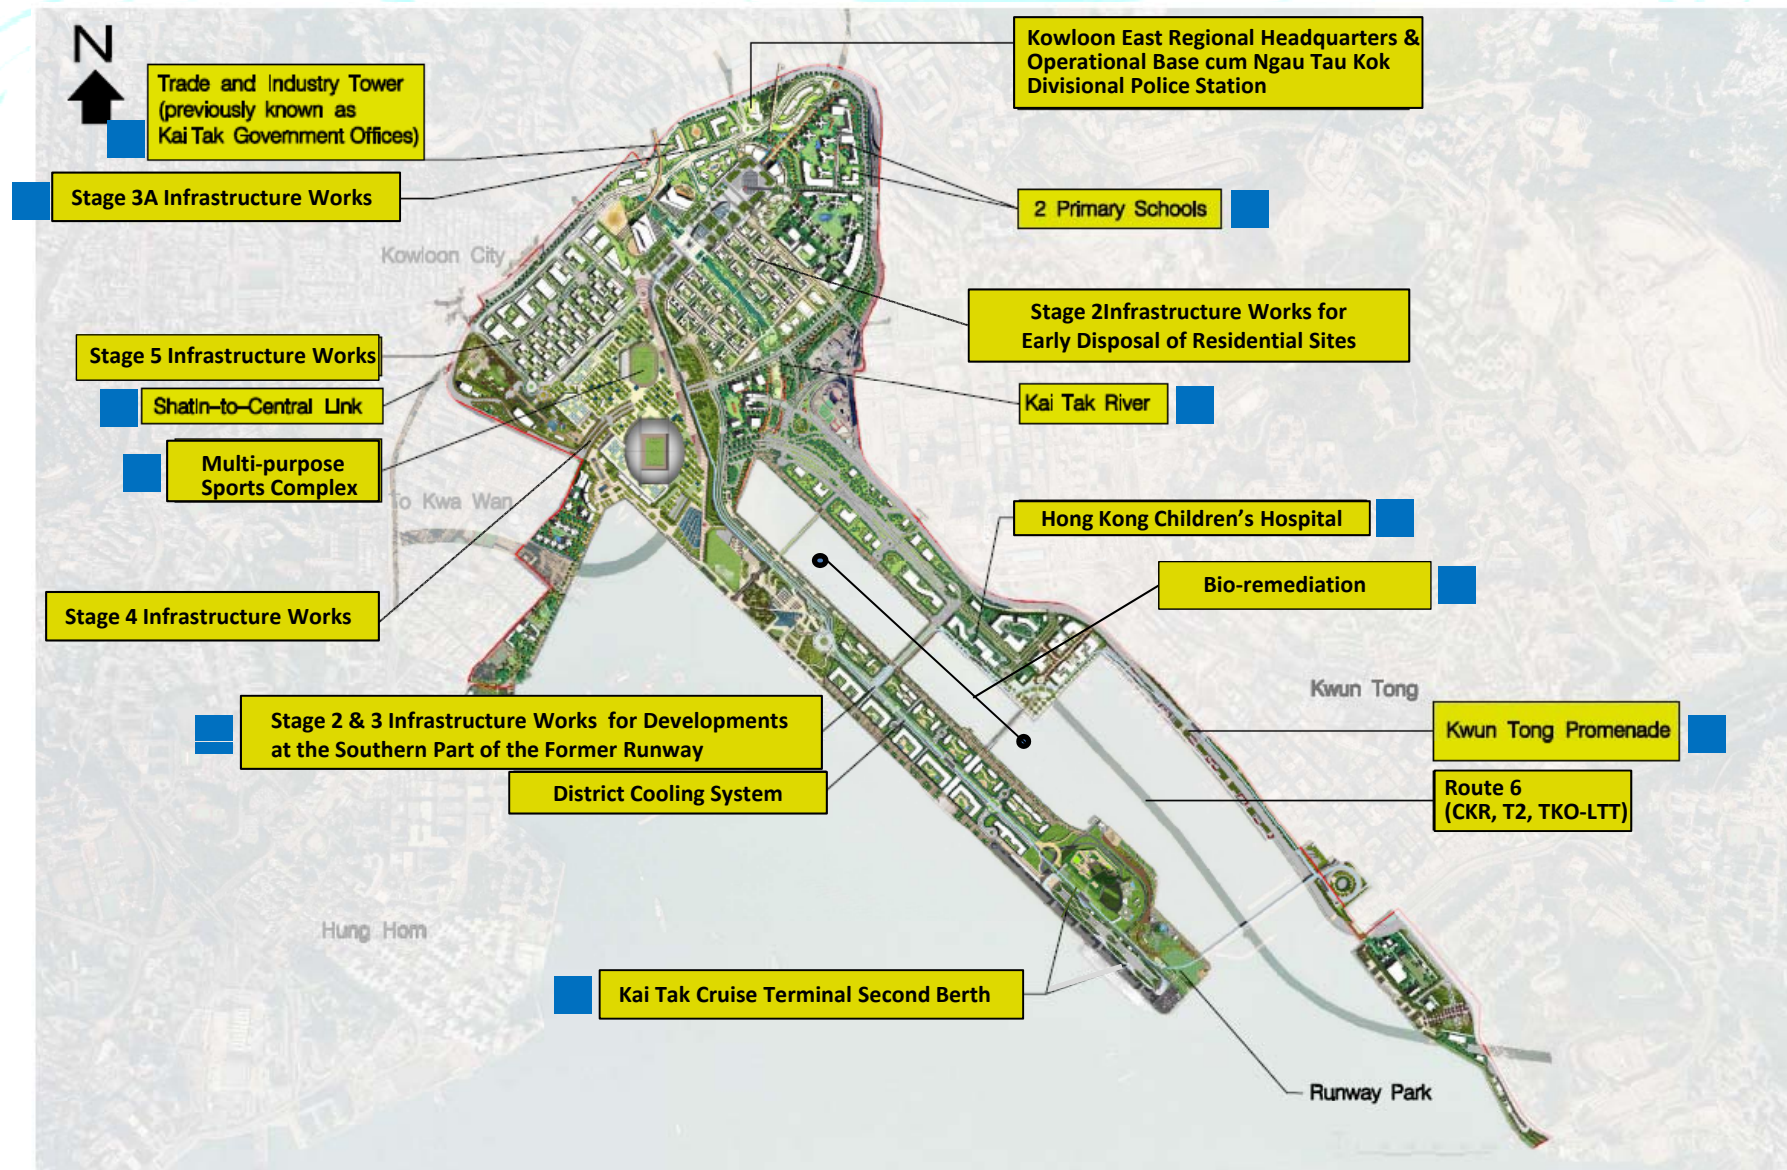 N
Kowloon East Regional Headquarters &
Operational Base cum Ngau Tau Kok
Divisional Police Station
Trade and Industry Tower
(previously known as
Kai Tak Government Offices)
Stage 3A Infrastructure Works
2 Primary Schools
Kowloon City
Stage 2Infrastructure Works for
Early Disposal of Residential Sites
Stage 5 Infrastructure Works
Shatin-to-Central Link
Kai Tak River
Multi-purpose
Sports Complex
To Kwa Wan
Hong Kong Children's Hospital
Bio-remediation
Stage 4 Infrastructure Works
Kwun Tong
Stage 2 & 3 Infrastructure Works for Developments
at the Southern Part of the Former Runway
Kwun Tong Promenade
District Cooling System
Route 6
(CKR, T2, TKO-LTT)
Hung Hom
Kai Tak Cruise Terminal Second Berth
Runway Park